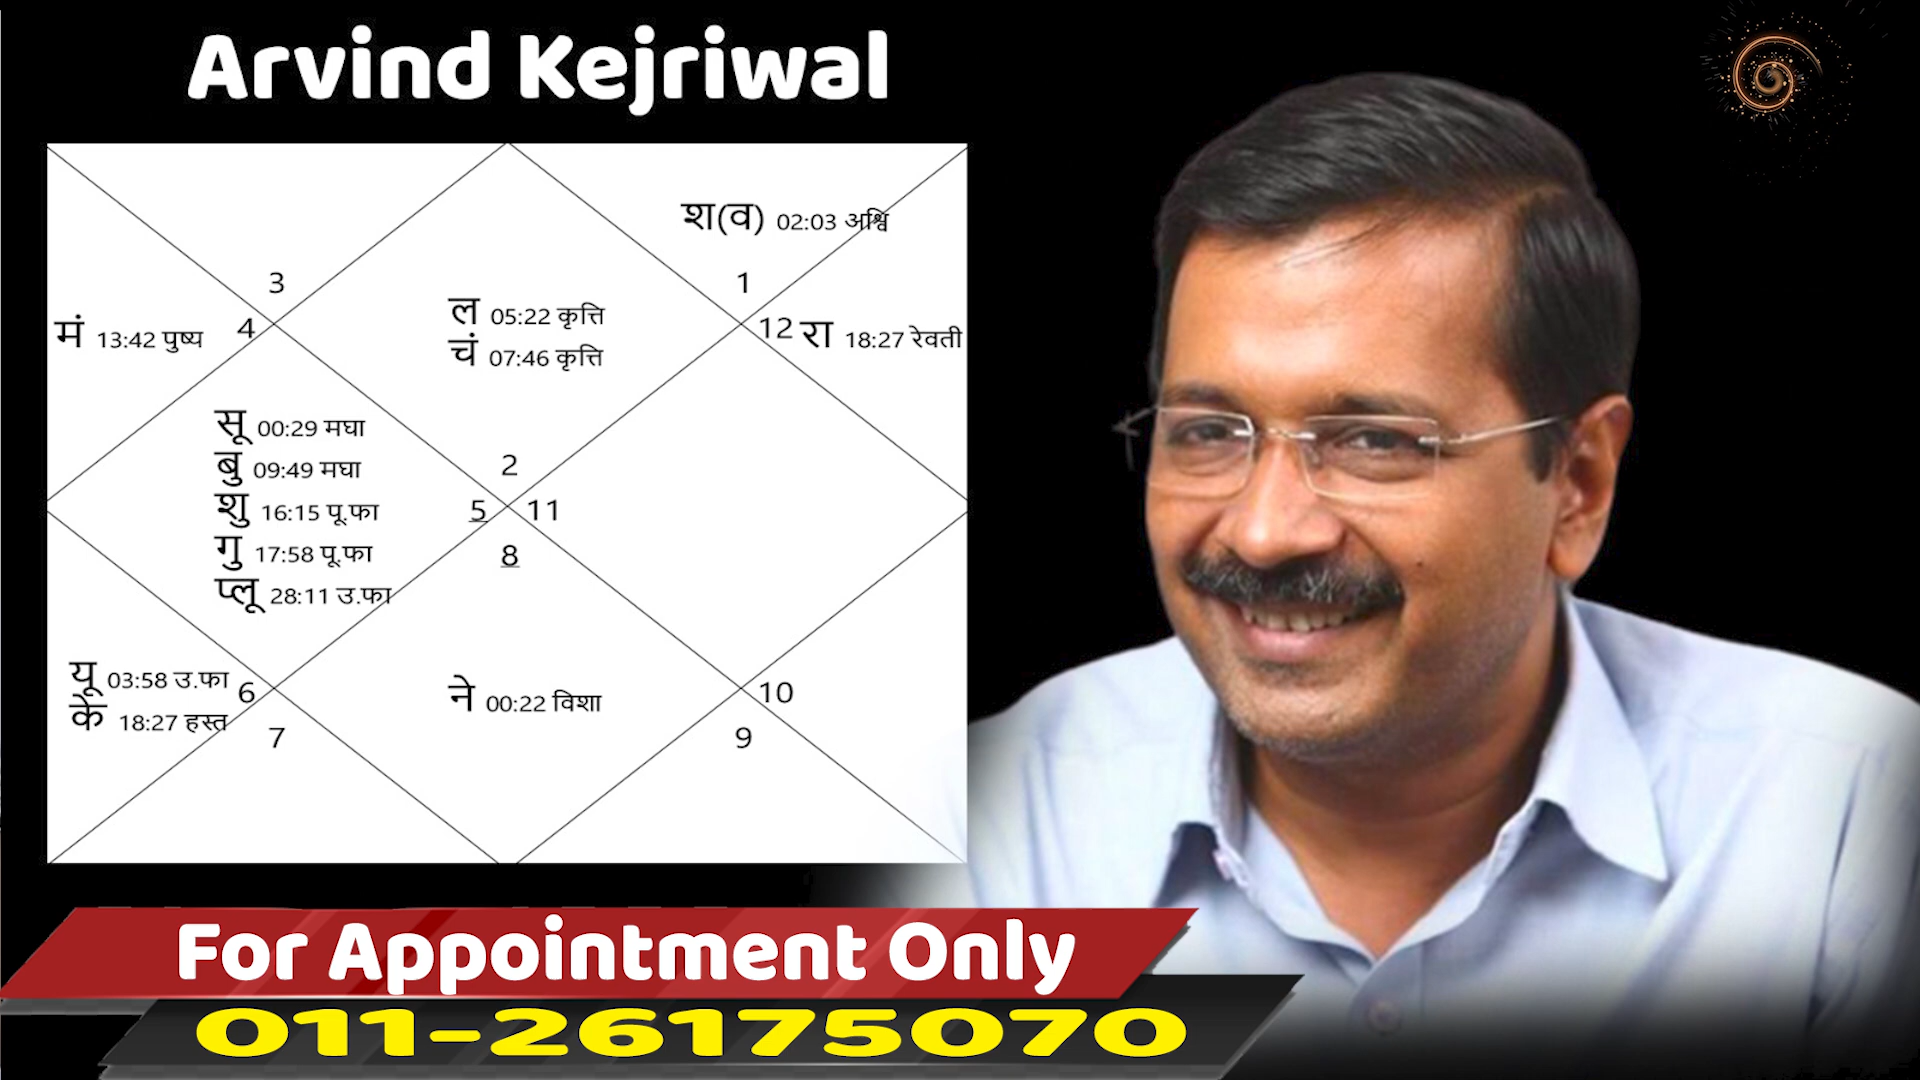 Arvind Kejriwal
श(व) 02:03 अश्वि
3
1
मं 13:42 पुष्य 4
ल 05:22 कृत्ति
चं 07:46 कृत्ति
12 रा 18:27 रेवती
सू 00:29 मघा
बु 09:49 मघा
शु 16:15 पू.फा
गु 17:58 पू.फा
प्लू 28:11 उ.फा
2
5 11
8
यू 03:58 उ.फा 6
के 18:27 हस्त
7
ने 00:22 विशा
10
9
For Appointment Only
011-26175070